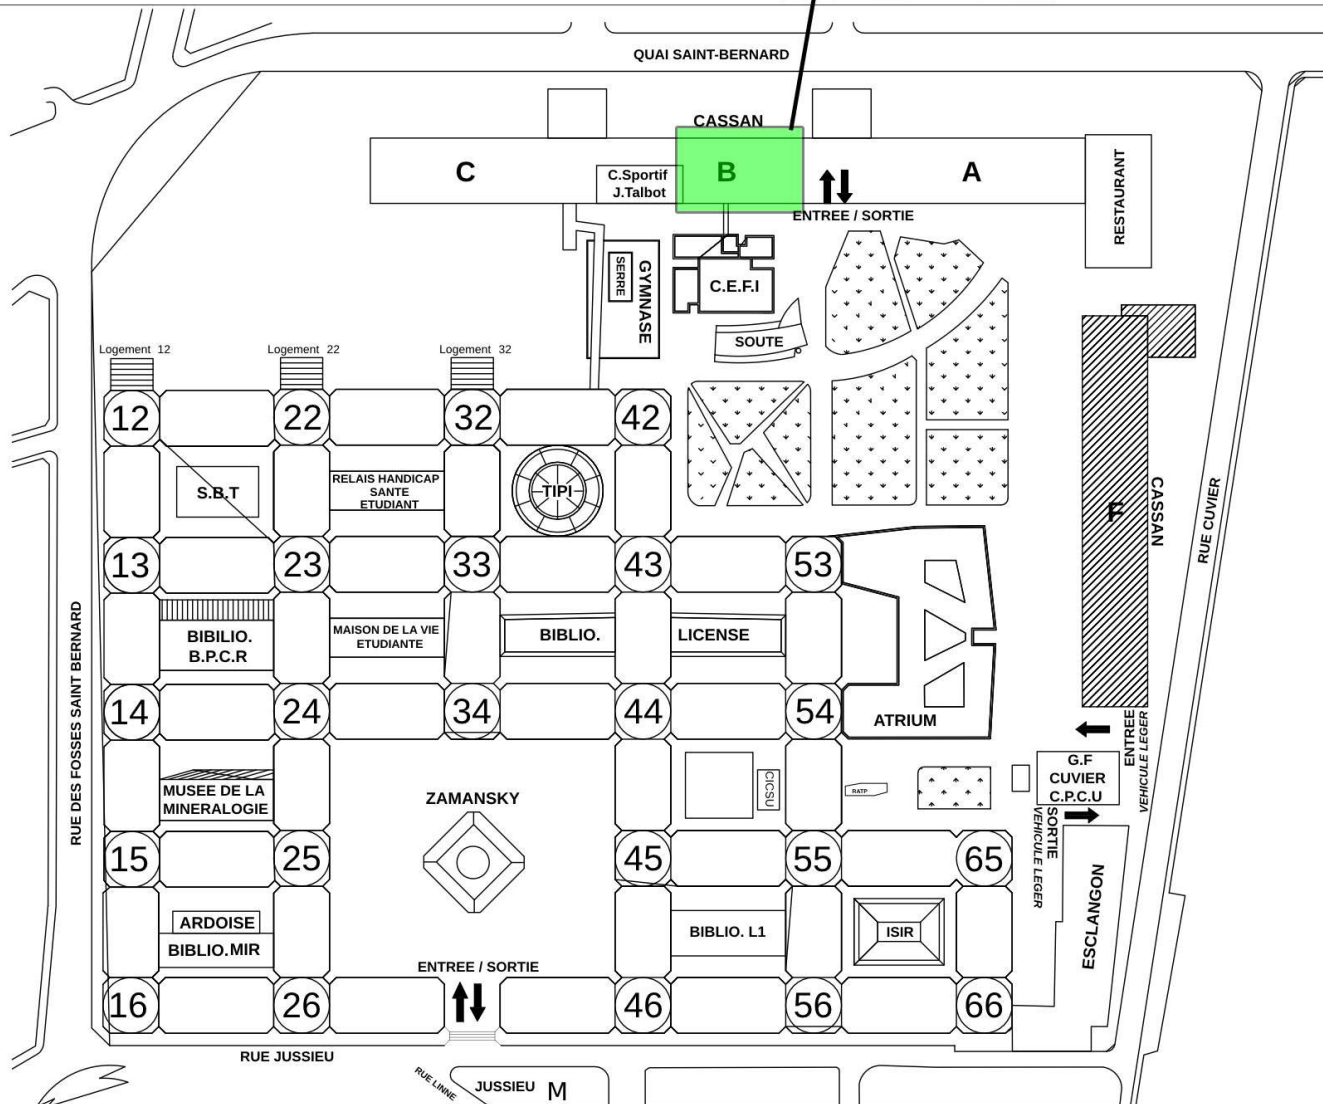 QUAI SAINT-BERNARD
CASSAN
C
B
A
C.Sportif
J.Talbot
RESTAURANT
ENTREE / SORTIE
SERRE
GYMNASE
C.E.F.I
SOUTE
Logement 12
Logement 22
Logement 32
12
22
32
42
S.B.T
RELAIS HANDICAP
SANTE
ETUDIANT
TIPI
F
CASSAN
RUE CUVIER
13
23
33
43
53
BIBILIO.
B.P.C.R
MAISON DE LA VIE
ETUDIANTE
BIBLIO.
LICENSE
RUE DES FOSSES SAINT BERNARD
14
24
34
44
54
ATRIUM
ENTREE
VEHICULE LEGER
G.F
CUVIER
C.P.C.U
MUSEE DE LA
MINERALOGIE
ZAMANSKY
CICSU
RATP
SORTIE
VEHICULE LEGER
15
25
45
55
65
ARDOISE
BIBLIO.MIR
BIBLIO. L1
ISIR
ESCLANGON
ENTREE / SORTIE
16
26
46
56
66
RUE JUSSIEU
RUE LINNE
JUSSIEU M